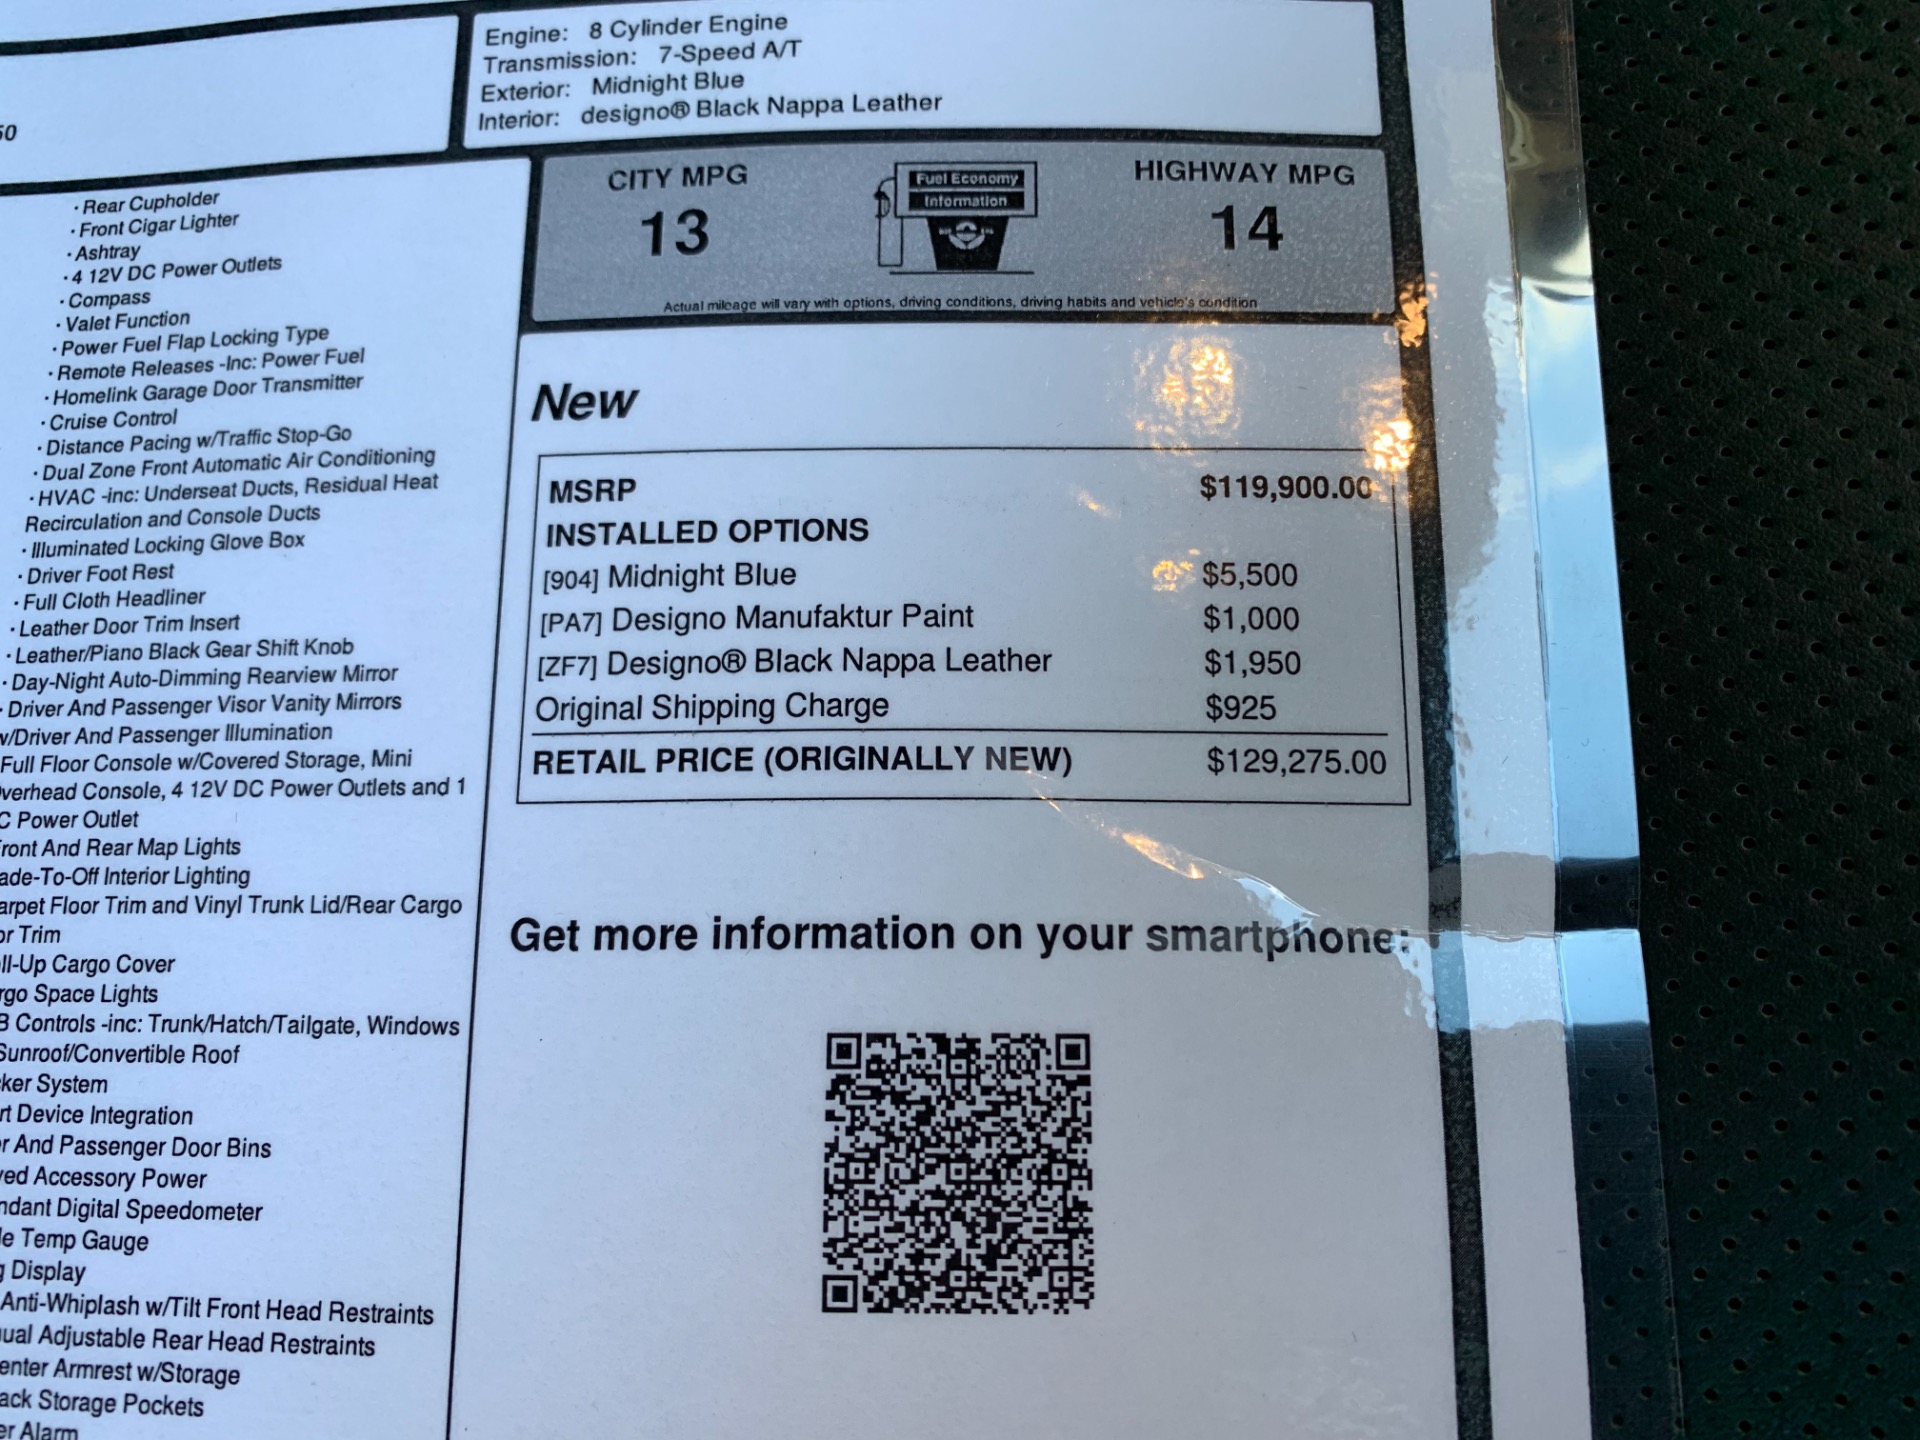 Engine: 8 Cylinder Engine
Transmission: 7-Speed A/T
Exterior: Midnight Blue
Interior: designo® Black Nappa Leather
50
· Rear Cupholder
· Front Cigar Lighter
· Ashtray
· 4 12V DC Power Outlets
· Compass
· Valet Function
· Power Fuel Flap Locking Type
· Remote Releases -Inc: Power Fuel
· Homelink Garage Door Transmitter
· Cruise Control
· Distance Pacing w/Traffic Stop-Go
· Dual Zone Front Automatic Air Conditioning
· HVAC -inc: Underseat Ducts, Residual Heat
Recirculation and Console Ducts
· Illuminated Locking Glove Box
· Driver Foot Rest
· Full Cloth Headliner
· Leather Door Trim Insert
· Leather/Piano Black Gear Shift Knob
· Day-Night Auto-Dimming Rearview Mirror
· Driver And Passenger Visor Vanity Mirrors
w/Driver And Passenger Illumination
Full Floor Console w/Covered Storage, Mini
verhead Console, 4 12V DC Power Outlets and 1
C Power Outlet
ront And Rear Map Lights
ade-To-Off Interior Lighting
arpet Floor Trim and Vinyl Trunk Lid/Rear Cargo
or Trim
ll-Up Cargo Cover
rgo Space Lights
B Controls -inc: Trunk/Hatch/Tailgate, Windows
Sunroof/Convertible Roof
ker System
rt Device Integration
r And Passenger Door Bins
ed Accessory Power
ndant Digital Speedometer
le Temp Gauge
g Display
Anti-Whiplash w/Tilt Front Head Restraints
ual Adjustable Rear Head Restraints
enter Armrest w/Storage
ack Storage Pockets
er Alarm
CITY MPG
13
Fuel Economy
Information
HIGHWAY MPG
14
Actual mileage will vary with options, driving conditions, driving habits and vehicle's condition
New
MSRP $119,900.00
INSTALLED OPTIONS
[904] Midnight Blue $5,500
[PA7] Designo Manufaktur Paint $1,000
[ZF7] Designo® Black Nappa Leather $1,950
Original Shipping Charge $925
RETAIL PRICE (ORIGINALLY NEW) $129,275.00
Get more information on your smartphone: